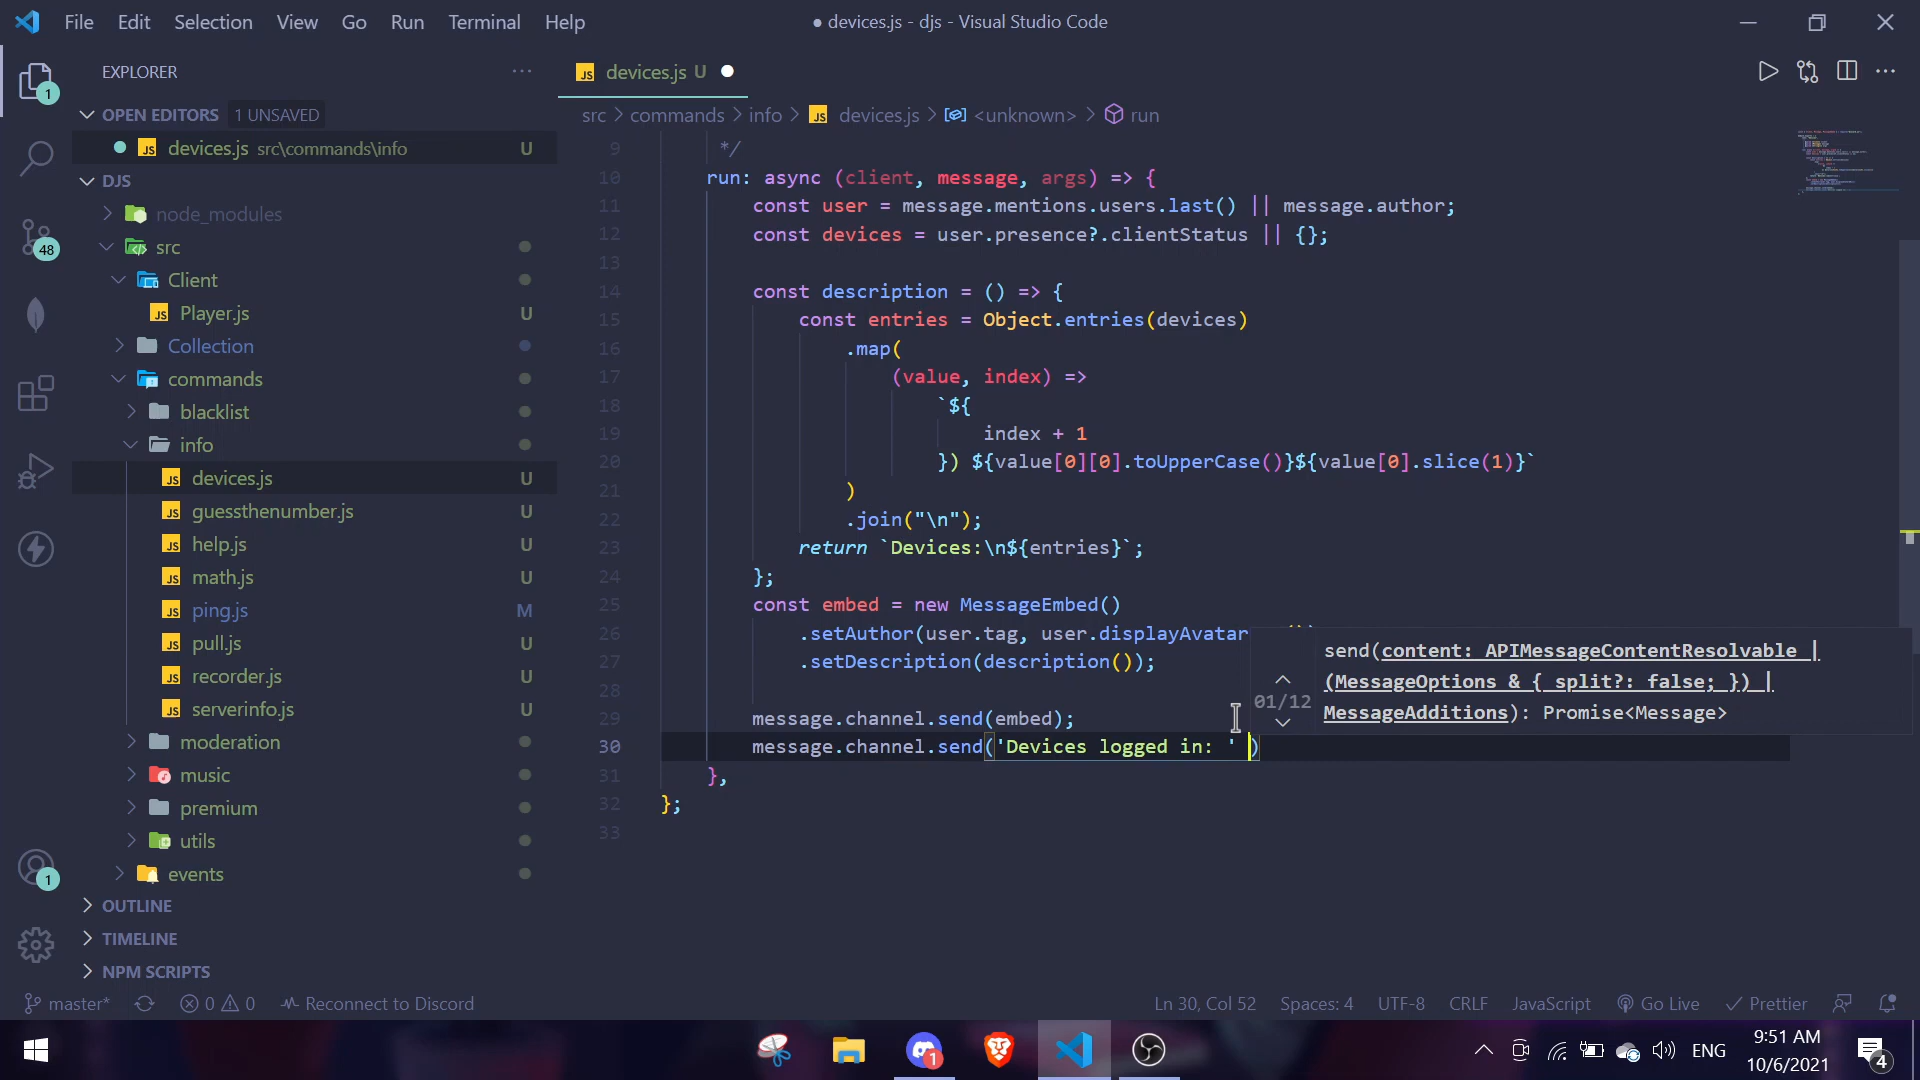 File Edit Selection View Go Run Terminal Help
● devices.js - djs - Visual Studio Code
EXPLORER
OPEN EDITORS 1 UNSAVED
devices.js src\commands\info U
DJS
node_modules
src
Client
Player.js U
Collection
commands
blacklist
info
devices.js U
guessthenumber.js U
help.js U
math.js U
ping.js M
pull.js U
recorder.js U
serverinfo.js U
moderation
music
premium
utils
events
OUTLINE
TIMELINE
NPM SCRIPTS
1
48
1
devices.js U
src > commands > info > devices.js > <unknown> > run
9 */
10 run: async (client, message, args) => {
11 const user = message.mentions.users.last() || message.author;
12 const devices = user.presence?.clientStatus || {};
13
14 const description = () => {
15 const entries = Object.entries(devices)
16 .map(
17 (value, index) =>
18 `${
19 index + 1
20 }) ${value[0][0].toUpperCase()}${value[0].slice(1)}`
21 )
22 .join("\n");
23 return `Devices:\n${entries}`;
24 };
25 const embed = new MessageEmbed()
26 .setAuthor(user.tag, user.displayAvatar
27 .setDescription(description());
28
29 message.channel.send(embed);
30 message.channel.send('Devices logged in: ' )
31 },
32 };
33
01/12
send(content: APIMessageContentResolvable |
(MessageOptions & { split?: false; }) |
MessageAdditions): Promise<Message>
master* 0 0 Reconnect to Discord
Ln 30, Col 52 Spaces: 4 UTF-8 CRLF JavaScript Go Live Prettier
1
ENG
9:51 AM
10/6/2021
4